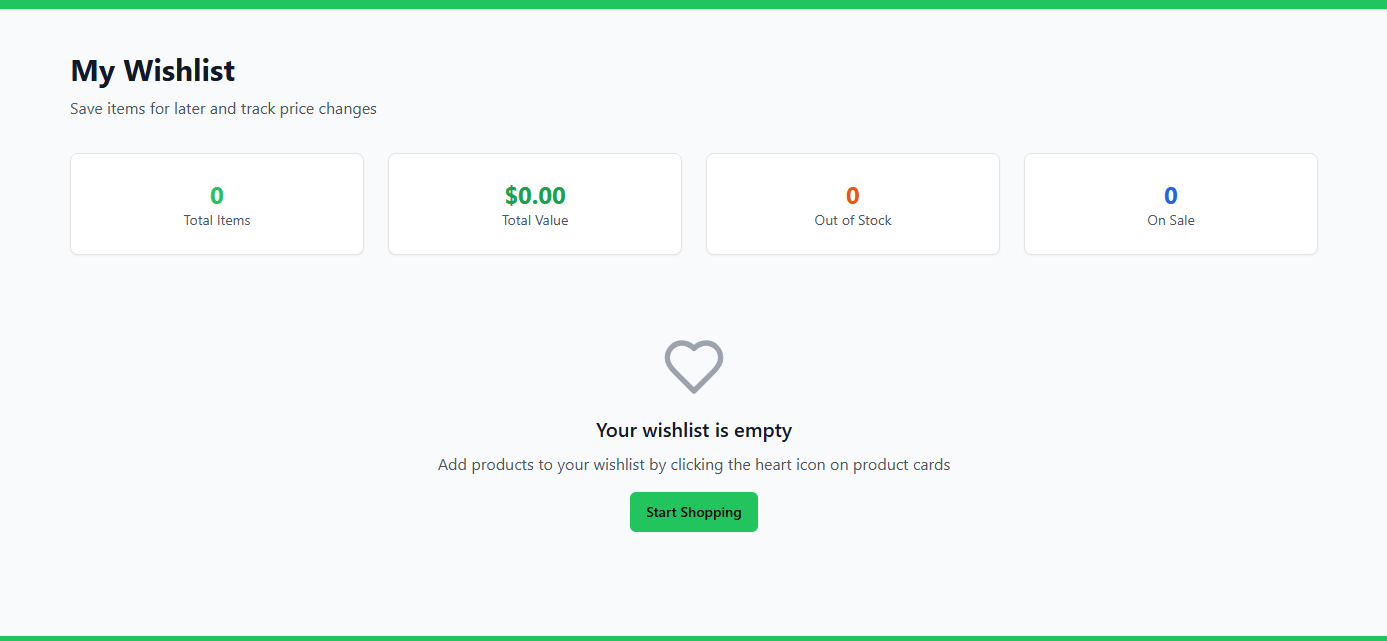 My Wishlist
Save items for later and track price changes
0
Total Items
$0.00
Total Value
0
Out of Stock
0
On Sale
Your wishlist is empty
Add products to your wishlist by clicking the heart icon on product cards
Start Shopping